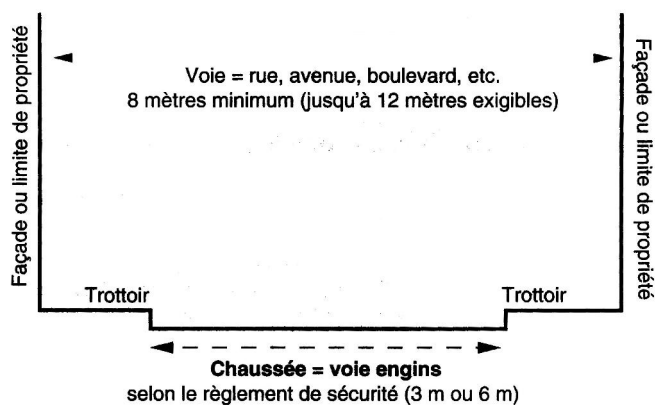 Façade ou limite de propriété
Voie = rue, avenue, boulevard, etc.
8 mètres minimum (jusqu'à 12 mètres exigibles)
Façade ou limite de propriété
Trottoir
Trottoir
Chaussée = voie engins
selon le règlement de sécurité (3 m ou 6 m)